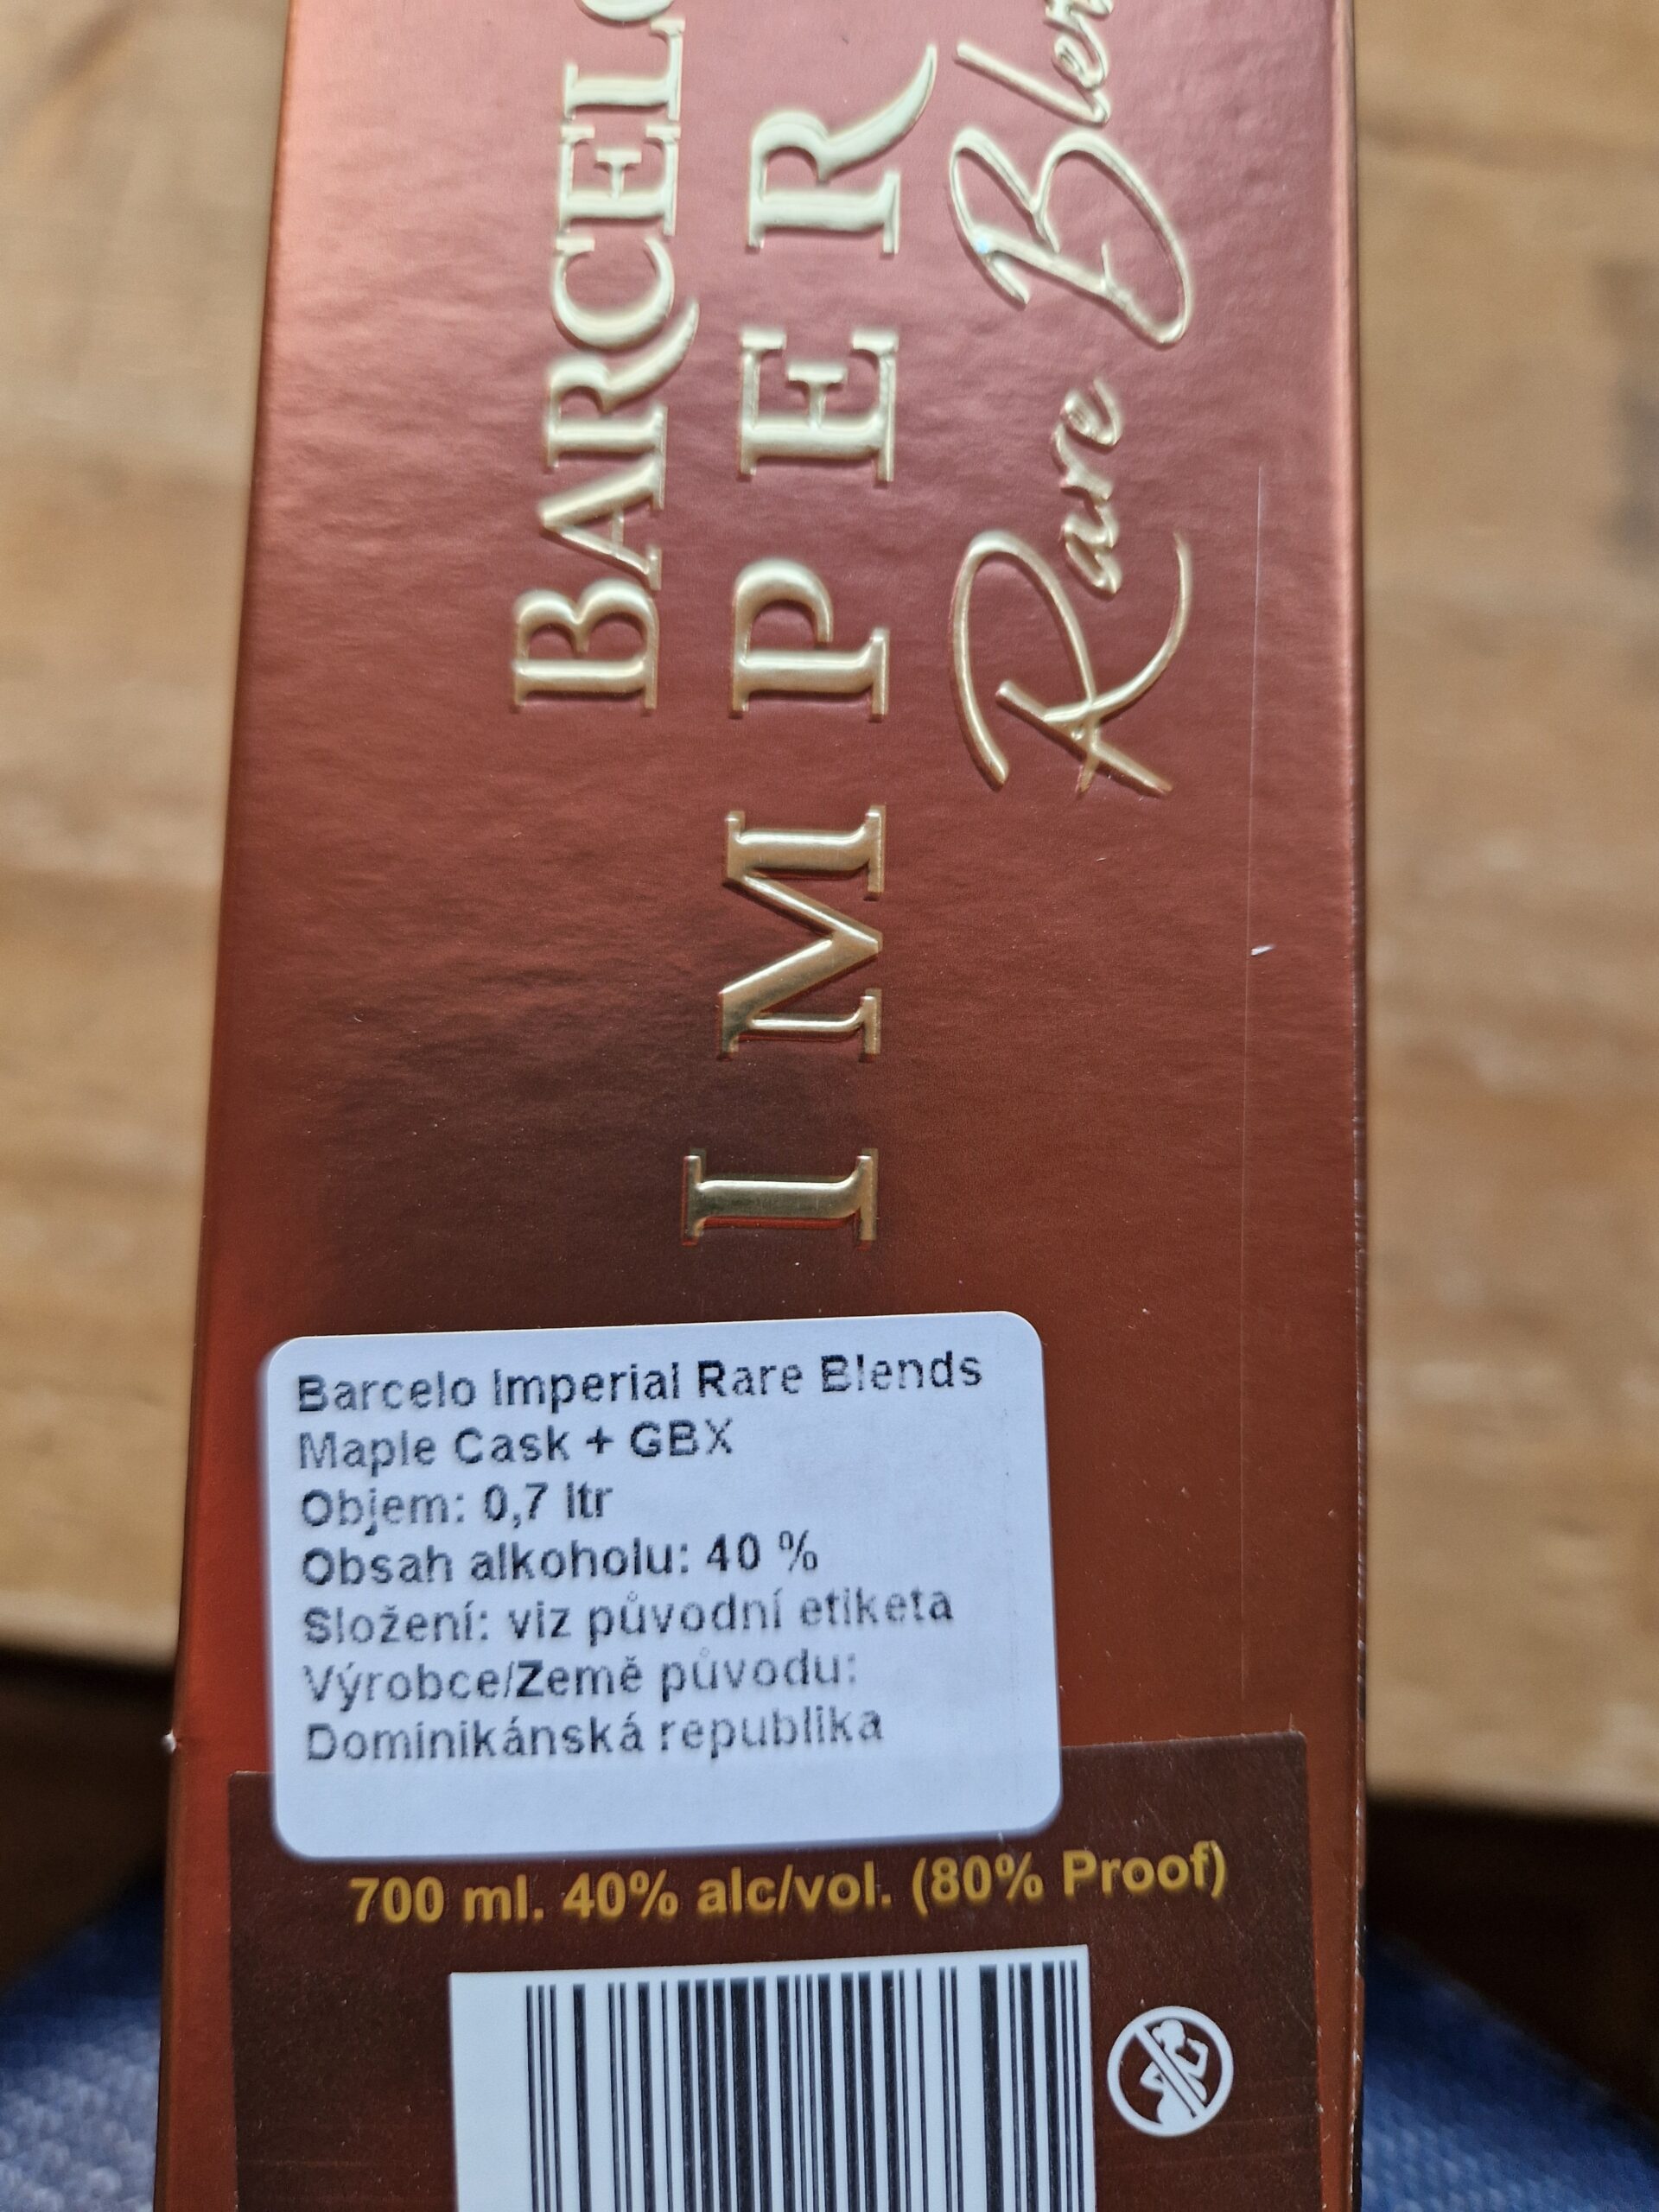 BARCELO
IMPER
Rare Blen
Barcelo Imperial Rare Blends
Maple Cask + GBX
Objem: 0,7 ltr
Obsah alkoholu: 40 %
Složení: viz původní etiketa
Výrobce/Země původu:
Dominikánská republika
700 ml. 40% alc/vol. (80% Proof)